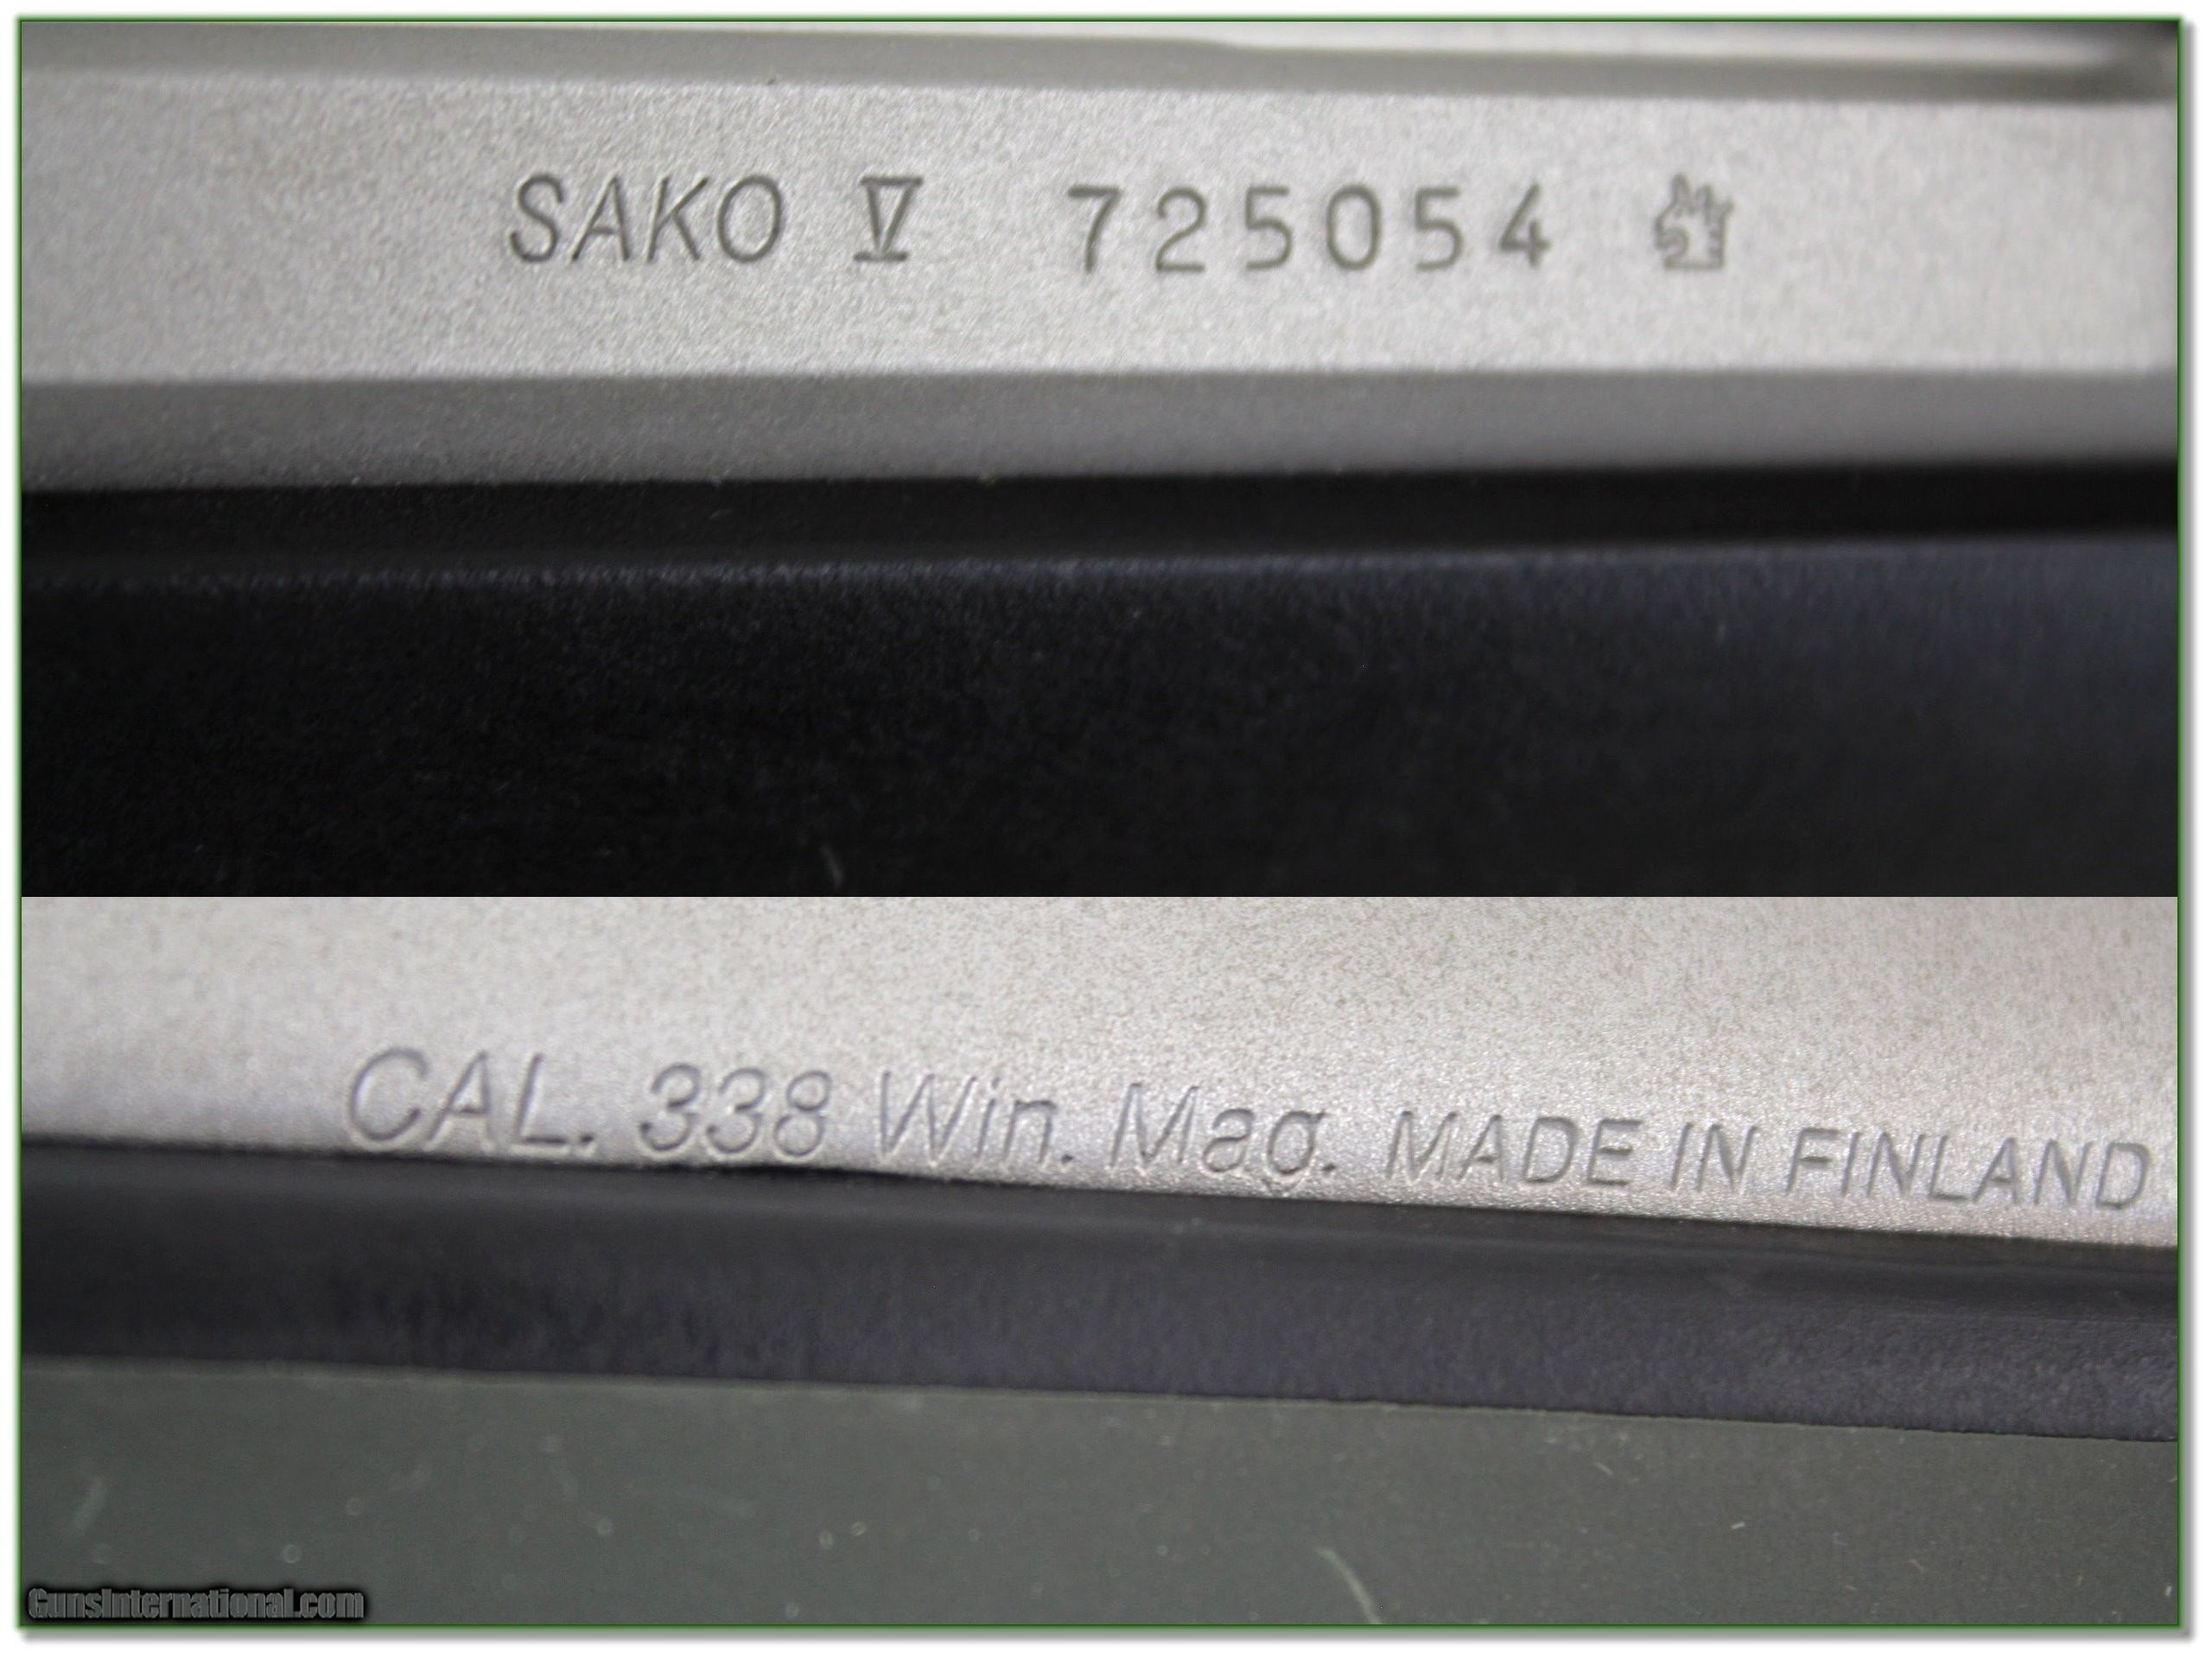 SAKO V 725054
CAL. 338 Win. Mag. MADE IN FINLAND
GunsInternational.com